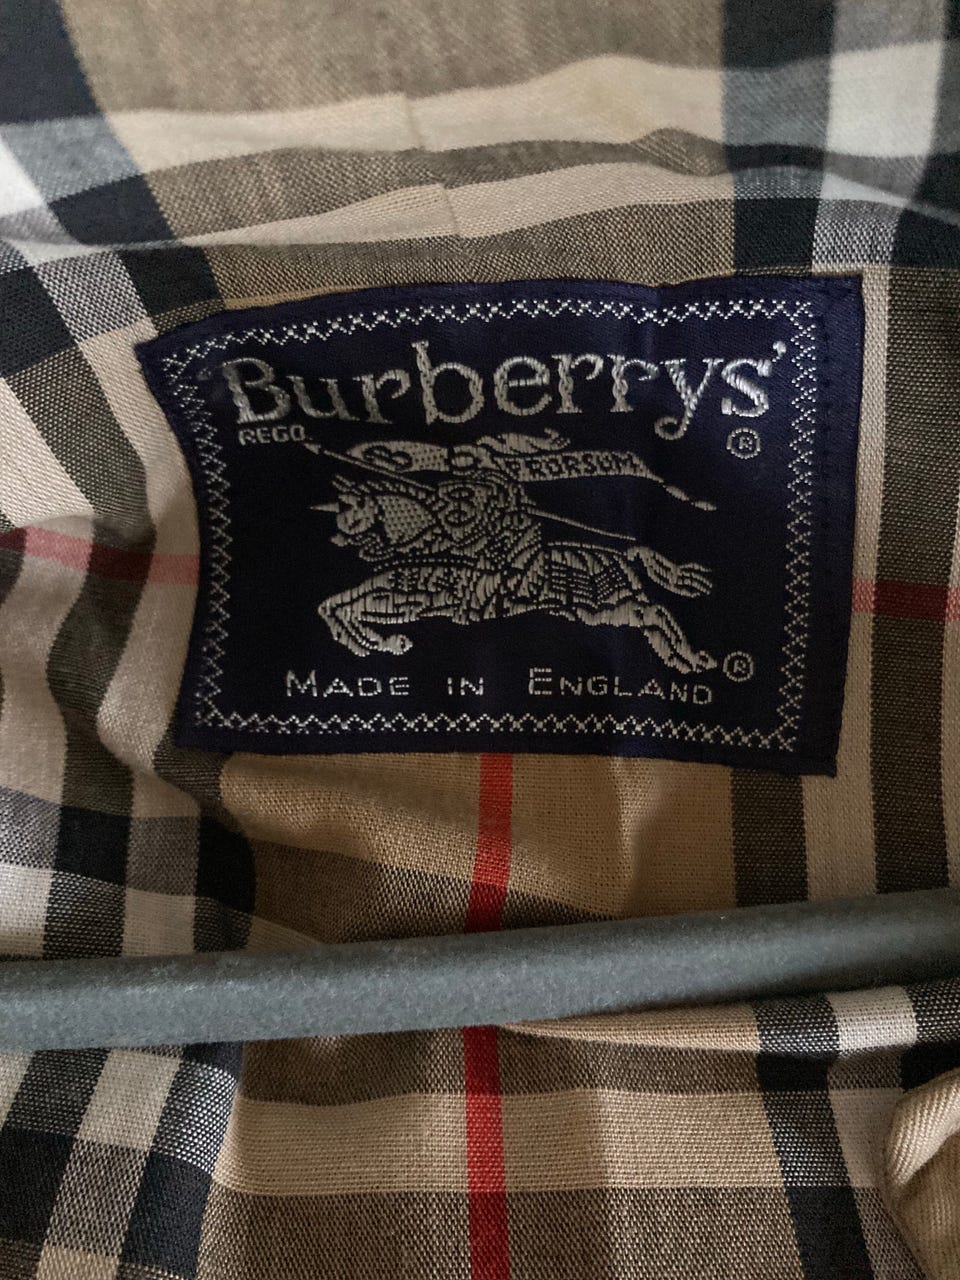 Burberrys'
REGD. ®
B PRORSUM
B
®
MADE IN ENGLAND